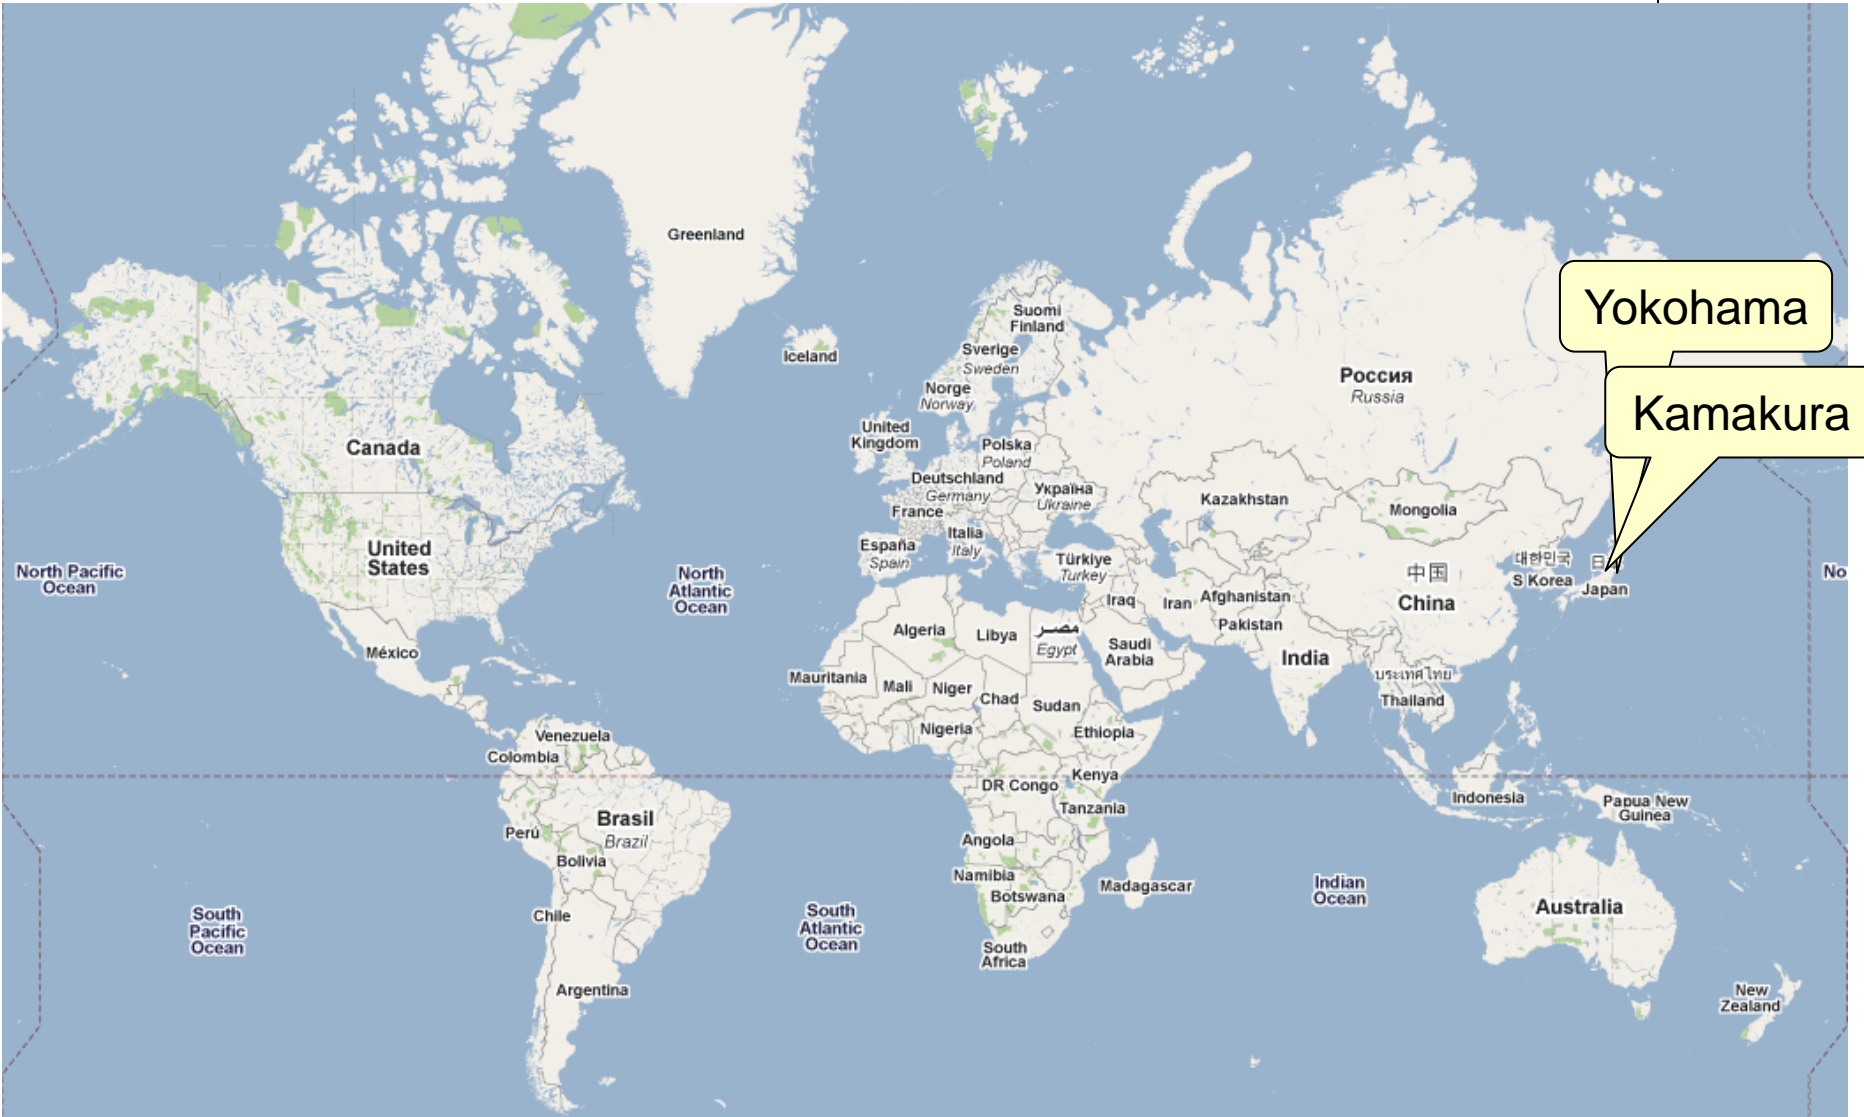 Greenland
Yokohama
Suomi
Finland
Iceland
Sverige
Sweden
Россия
Russia
Norge
Norway
Kamakura
United
Kingdom
Canada
Polska
Poland
Deutschland
Germany
Україна
Ukraine
Kazakhstan
Mongolia
France
Italia
Italy
España
Spain
United
States
Türkiye
Turkey
대한민국
S Korea
日
Japan
中国
China
North Pacific
Ocean
North
Atlantic
Ocean
No
Iraq
Iran
Afghanistan
Pakistan
Algeria
Libya
مصر
Egypt
Saudi
Arabia
México
India
Mauritania
Mali
Niger
Chad
Sudan
ประเทศไทย
Thailand
Nigeria
Ethiopia
Venezuela
Colombia
DR Congo
Kenya
Tanzania
Indonesia
Papua New
Guinea
Brasil
Brazil
Perú
Bolivia
Angola
Namibia
Botswana
Madagascar
Indian
Ocean
Australia
South
Pacific
Ocean
Chile
South
Atlantic
Ocean
South
Africa
Argentina
New
Zealand